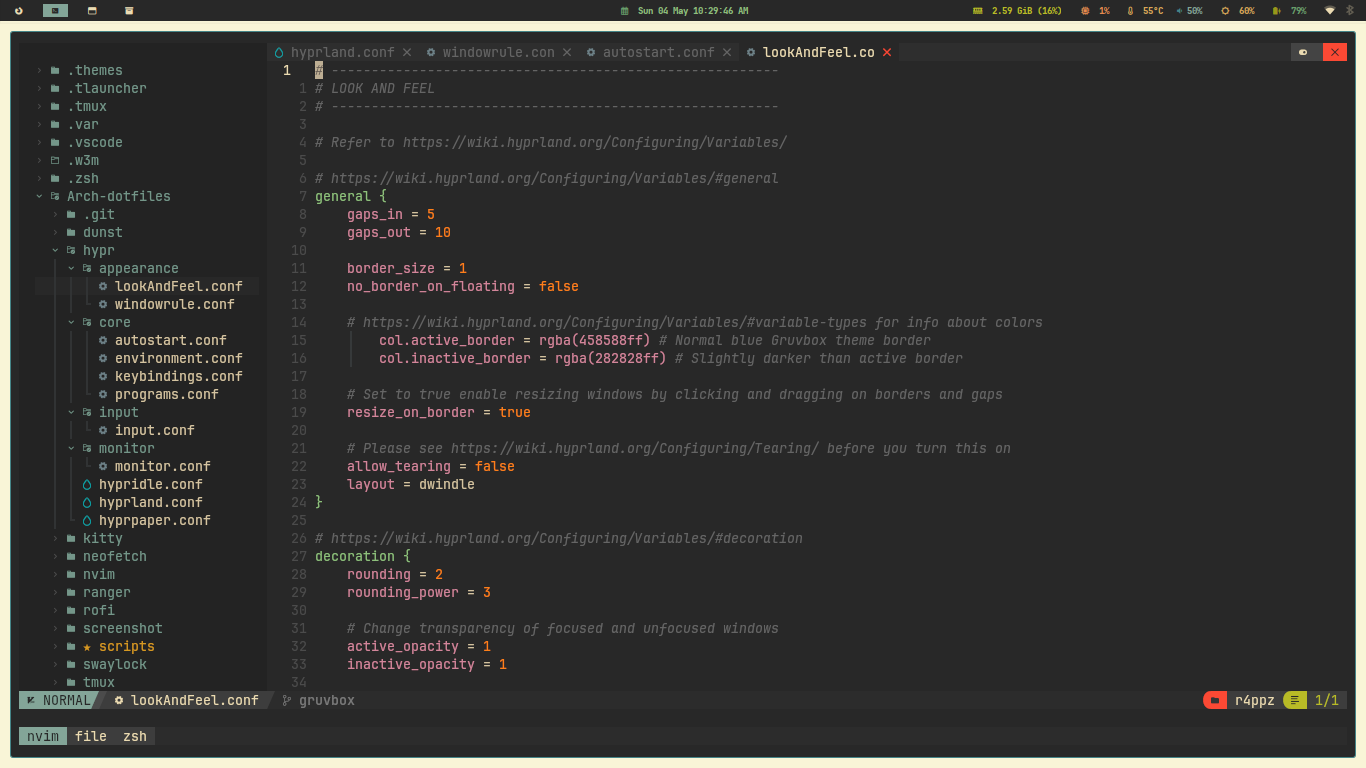 Sun 04 May 10:29:46 AM
2.59 GiB (16%)
1%
55°C
50%
60%
79%
hyprland.conf
windowrule.con
autostart.conf
lookAndFeel.co
.themes
.tlauncher
.tmux
.var
.vscode
.w3m
.zsh
Arch-dotfiles
.git
dunst
hypr
appearance
lookAndFeel.conf
windowrule.conf
core
autostart.conf
environment.conf
keybindings.conf
programs.conf
input
input.conf
monitor
monitor.conf
hypridle.conf
hyprland.conf
hyprpaper.conf
kitty
neofetch
nvim
ranger
rofi
screenshot
★ scripts
swaylock
tmux
1 # --------------------------------------------------------
1 # LOOK AND FEEL
2 # --------------------------------------------------------
3
4 # Refer to https://wiki.hyprland.org/Configuring/Variables/
5
6 # https://wiki.hyprland.org/Configuring/Variables/#general
7 general {
8 gaps_in = 5
9 gaps_out = 10
10
11 border_size = 1
12 no_border_on_floating = false
13
14 # https://wiki.hyprland.org/Configuring/Variables/#variable-types for info about colors
15 col.active_border = rgba(458588ff) # Normal blue Gruvbox theme border
16 col.inactive_border = rgba(282828ff) # Slightly darker than active border
17
18 # Set to true enable resizing windows by clicking and dragging on borders and gaps
19 resize_on_border = true
20
21 # Please see https://wiki.hyprland.org/Configuring/Tearing/ before you turn this on
22 allow_tearing = false
23 layout = dwindle
24 }
25
26 # https://wiki.hyprland.org/Configuring/Variables/#decoration
27 decoration {
28 rounding = 2
29 rounding_power = 3
30
31 # Change transparency of focused and unfocused windows
32 active_opacity = 1
33 inactive_opacity = 1
34
NORMAL
lookAndFeel.conf
gruvbox
r4ppz
1/1
nvim
file
zsh